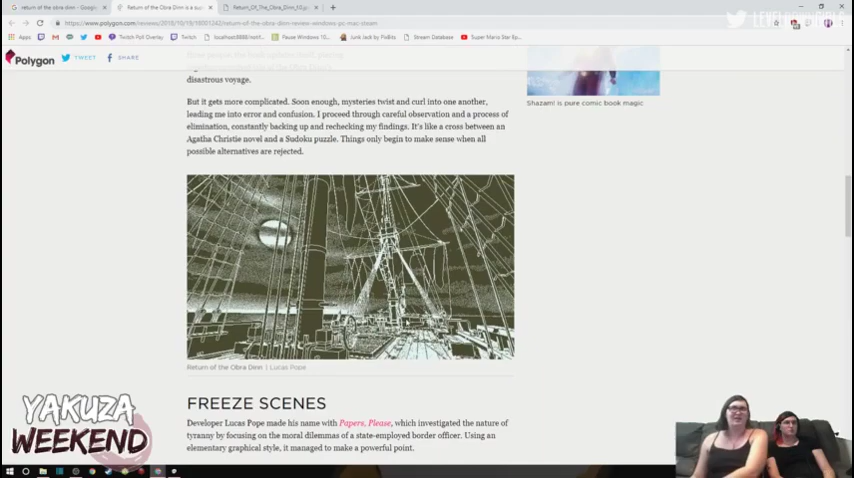 return of the obra dinn - Googl
Return of the Obra Dinn is a su
Return_Of_The_Obra_Dinn_t0.p
https://www.polygon.com/reviews/2018/10/19/18001242/return-of-the-obra-dinn-review-windows-pc-mac-steam
Apps
Twitch Poll Overlay
Twitch
Pause Widows 10...
Junk Jack by PixBits
Stream Database
Super Mario Star Ep...
Polygon
TWEET
SHARE
disastrous voyage.
But it gets more complicated. Soon enough, mysteries twist and curl into one another,
leading me into error and confusion. I proceed through careful observation and a process of
elimination, constantly backing up and rechecking my findings. It's like a cross between an
Agatha Christie novel and a Sudoku puzzle. Things only begin to make sense when all
possible alternatives are rejected.
Shazam! is pure comic book magic
Return of the Obra Dinn | Lucas Pope
FREEZE SCENES
Developer Lucas Pope made his name with Papers, Please, which investigated the nature of
tyranny by focusing on the moral dilemmas of a state-employed border officer. Using an
elementary graphical style, it managed to make a powerful point.
YAKUZA
WEEKEND